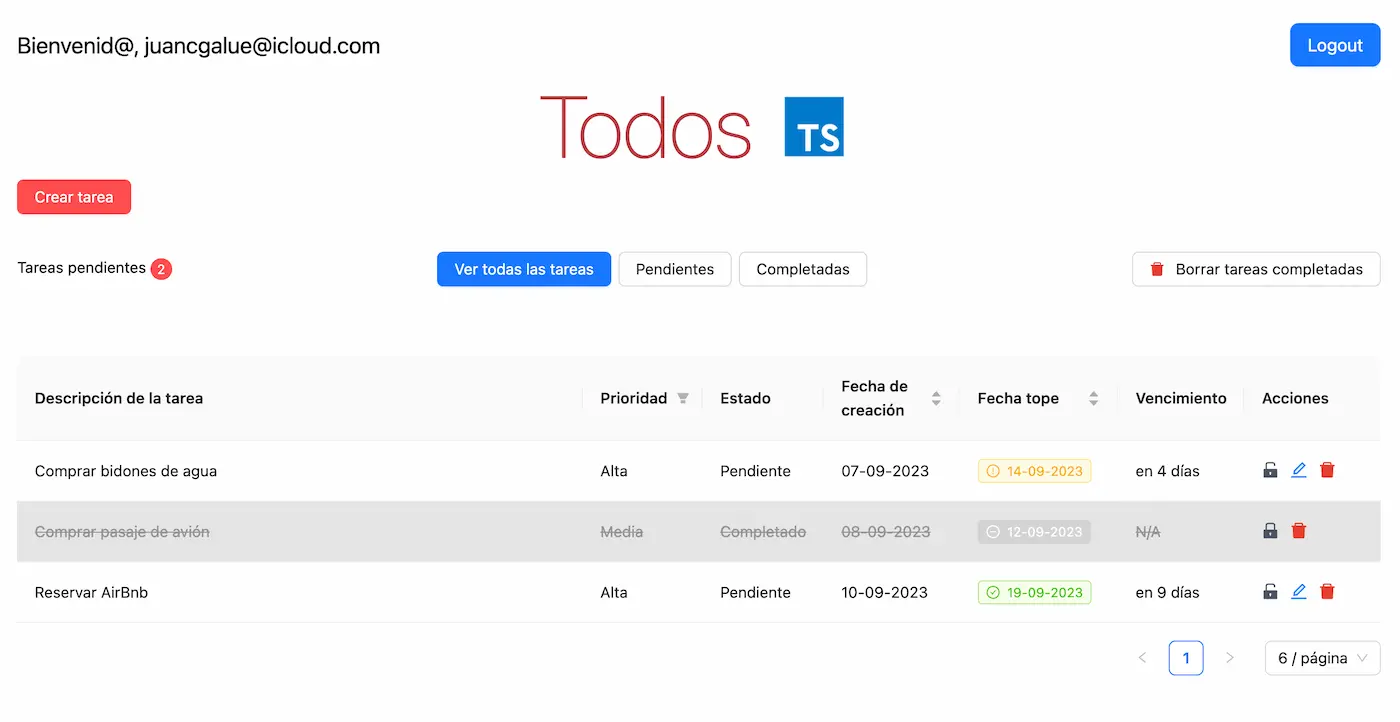 Bienvenid@, juancgalue@icloud.com
Logout
Todos TS
Crear tarea
Tareas pendientes 2
Ver todas las tareas
Pendientes
Completadas
Borrar tareas completadas
Descripción de la tarea
Prioridad
Estado
Fecha de
creación
Fecha tope
Vencimiento
Acciones
Comprar bidones de agua Alta Pendiente 07-09-2023 14-09-2023 en 4 días
Comprar pasaje de avión Media Completado 08-09-2023 12-09-2023 N/A
Reservar AirBnb Alta Pendiente 10-09-2023 19-09-2023 en 9 días
< 1 > 6 / página